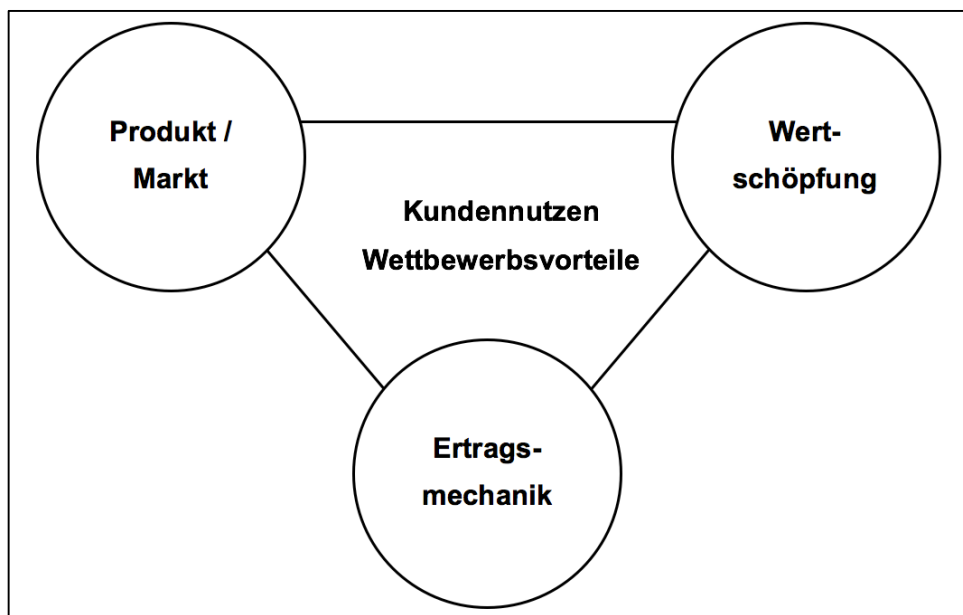 Produkt /
Markt
Wert-
schöpfung
Kundennutzen
Wettbewerbsvorteile
Ertrags-
mechanik